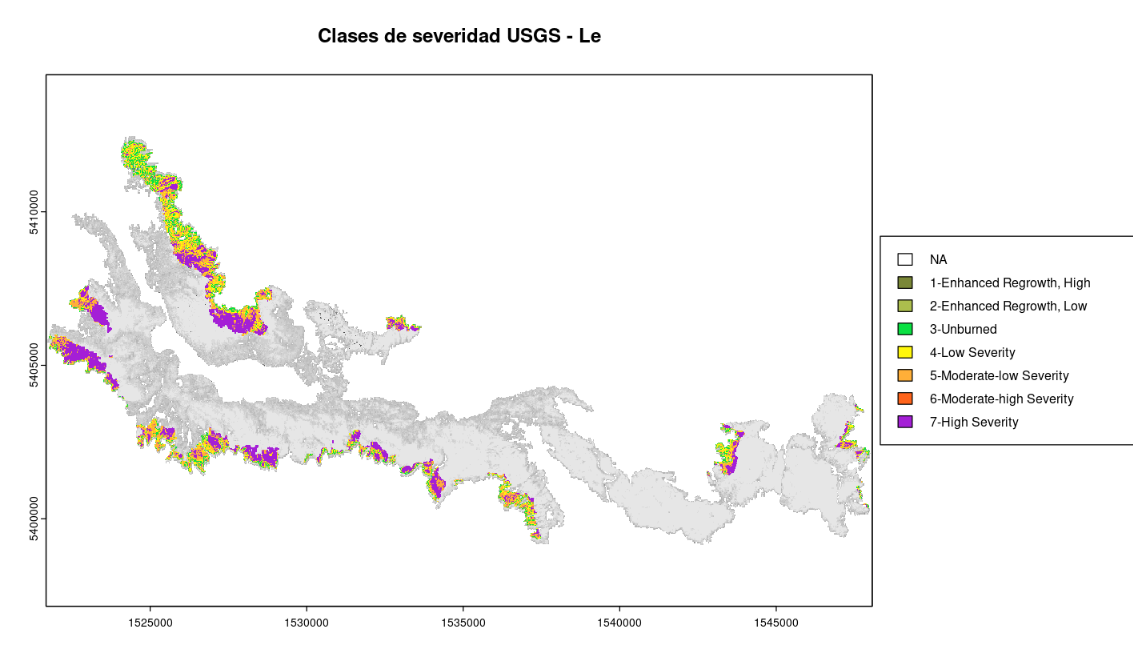 Clases de severidad USGS - Le
5410000
5405000
5400000
1525000
1530000
1535000
1540000
1545000
NA
1-Enhanced Regrowth, High
2-Enhanced Regrowth, Low
3-Unburned
4-Low Severity
5-Moderate-low Severity
6-Moderate-high Severity
7-High Severity